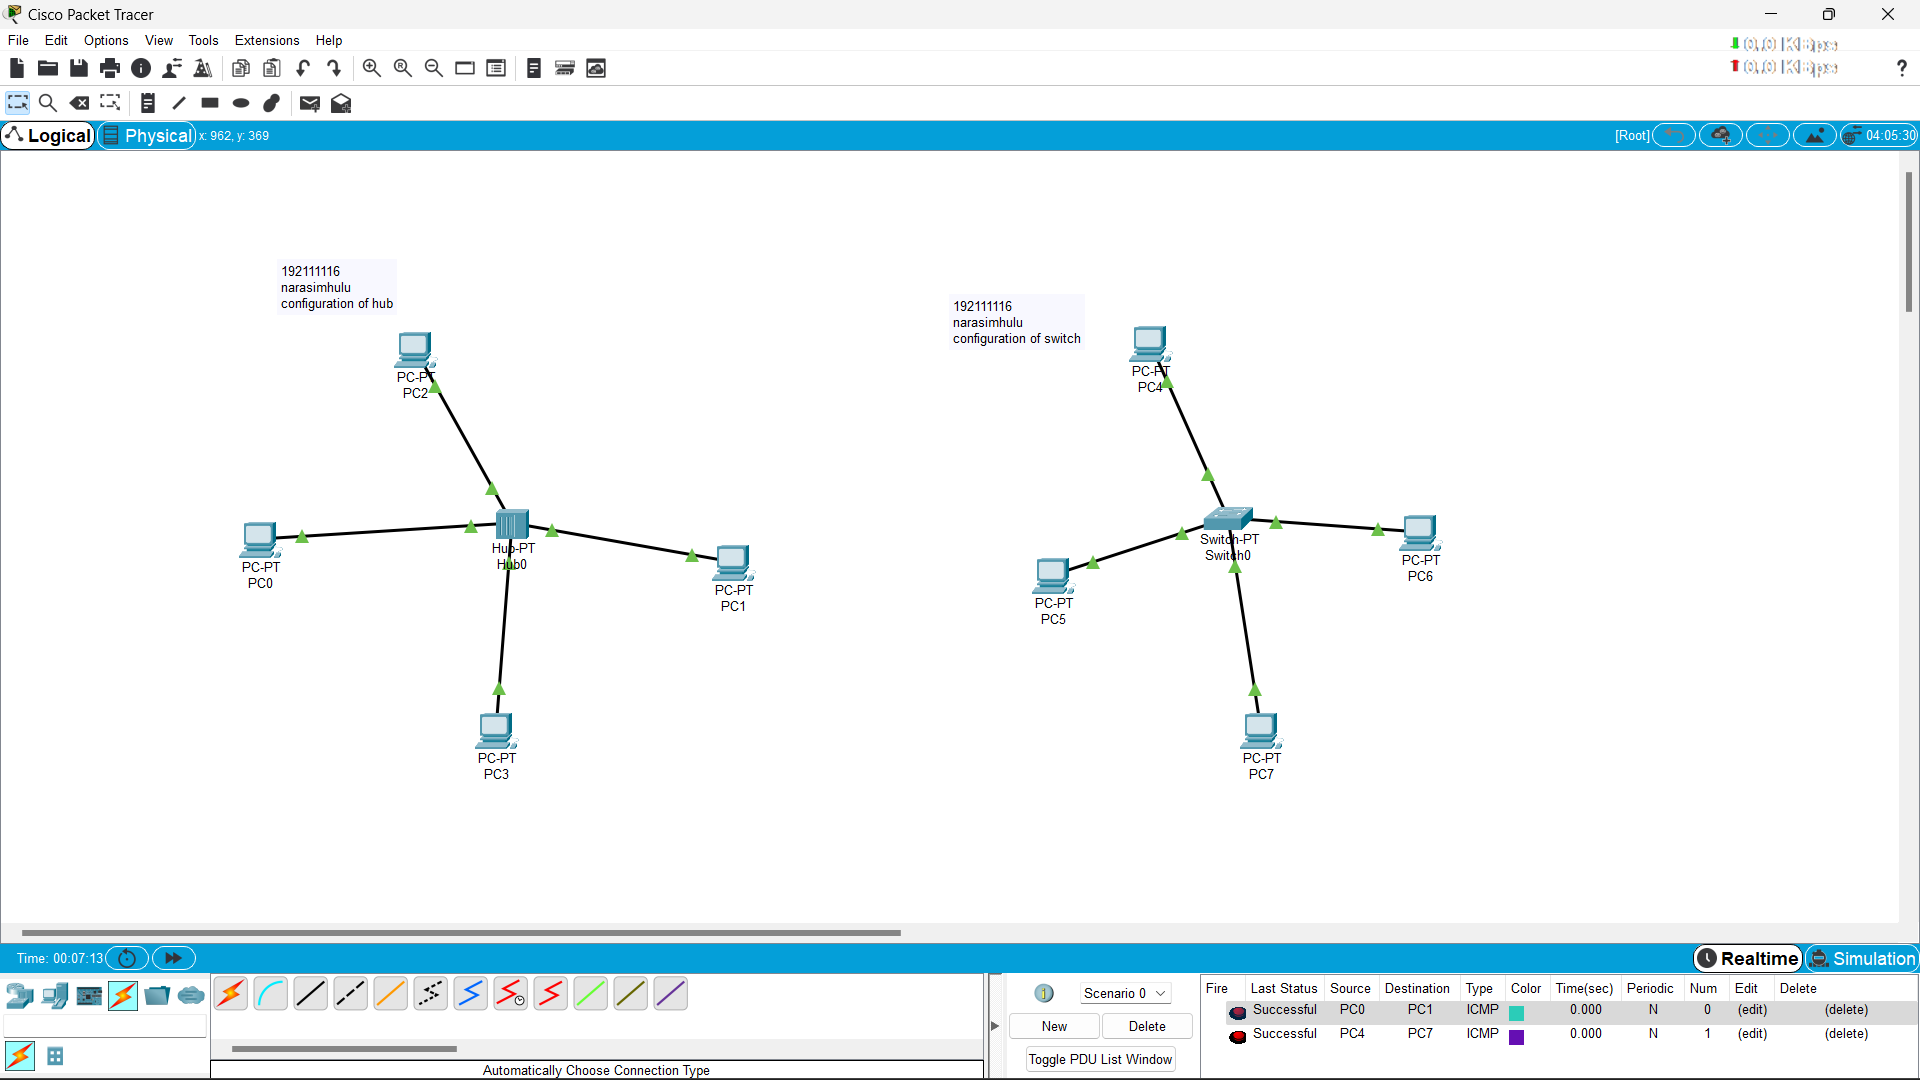 Cisco Packet Tracer
File Edit Options View Tools Extensions Help
0.0 KBps
0.0 KBps
?
Logical Physical x: 962, y: 369 [Root] 04:05:30
192111116
narasimhulu
configuration of hub
192111116
narasimhulu
configuration of switch
PC-PT
PC2
PC-PT
PC4
PC-PT
PC0
Hub-PT
Hub0
PC-PT
PC1
Switch-PT
Switch0
PC-PT
PC6
PC-PT
PC5
PC-PT
PC3
PC-PT
PC7
Time: 00:07:13 Realtime Simulation
Scenario 0
New Delete
Toggle PDU List Window
Automatically Choose Connection Type
Fire Last Status Source Destination Type Color Time(sec) Periodic Num Edit Delete
Successful PC0 PC1 ICMP 0.000 N 0 (edit) (delete)
Successful PC4 PC7 ICMP 0.000 N 1 (edit) (delete)